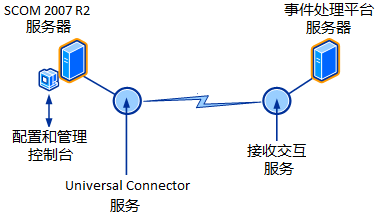 SCOM 2007 R2
服务器
事件处理平台
服务器
配置和管理
控制台
接收交互
服务
Universal Connector
服务